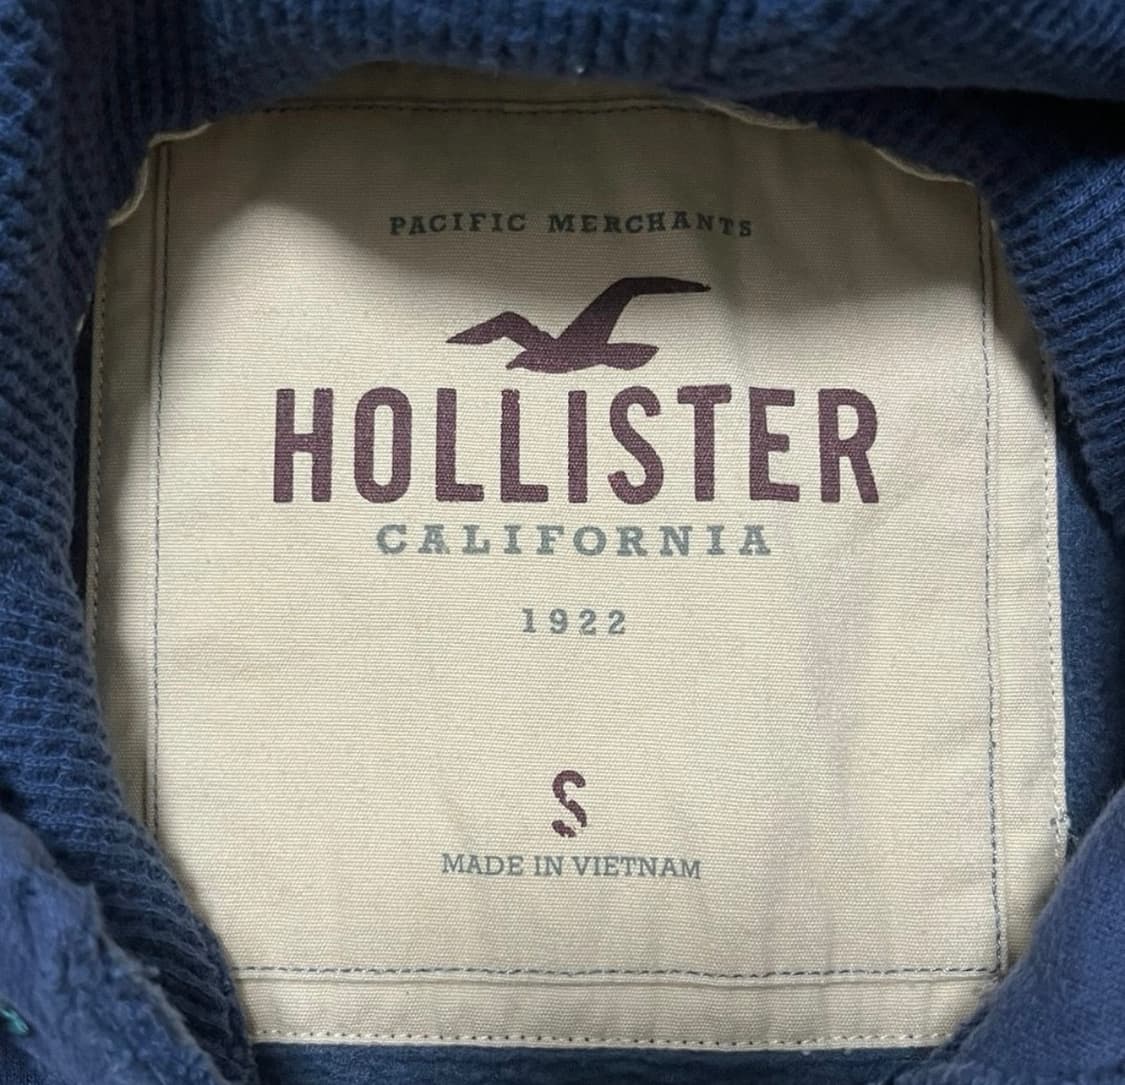 PACIFIC MERCHANTS
HOLLISTER
CALIFORNIA
1922
S
MADE IN VIETNAM